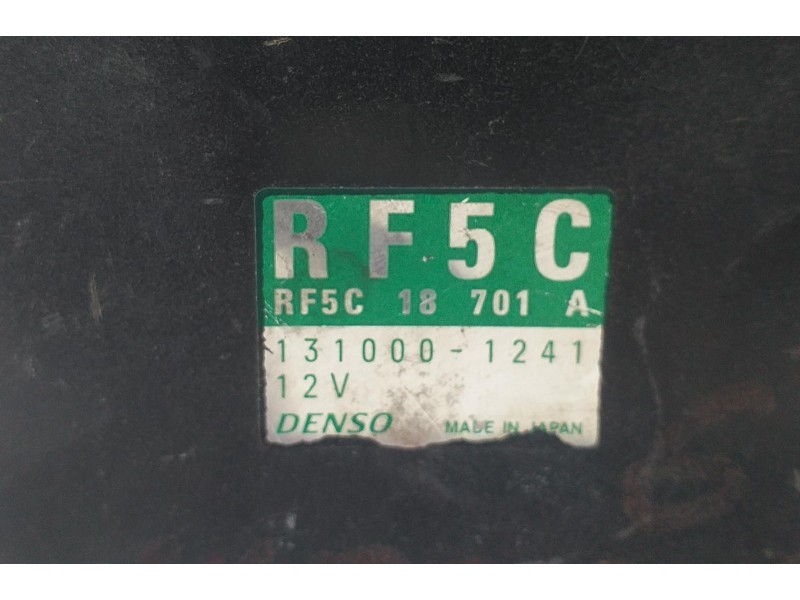 RF5C
RF5C 18 701 A
131000-1241
12V
DENSO MADE IN JAPAN